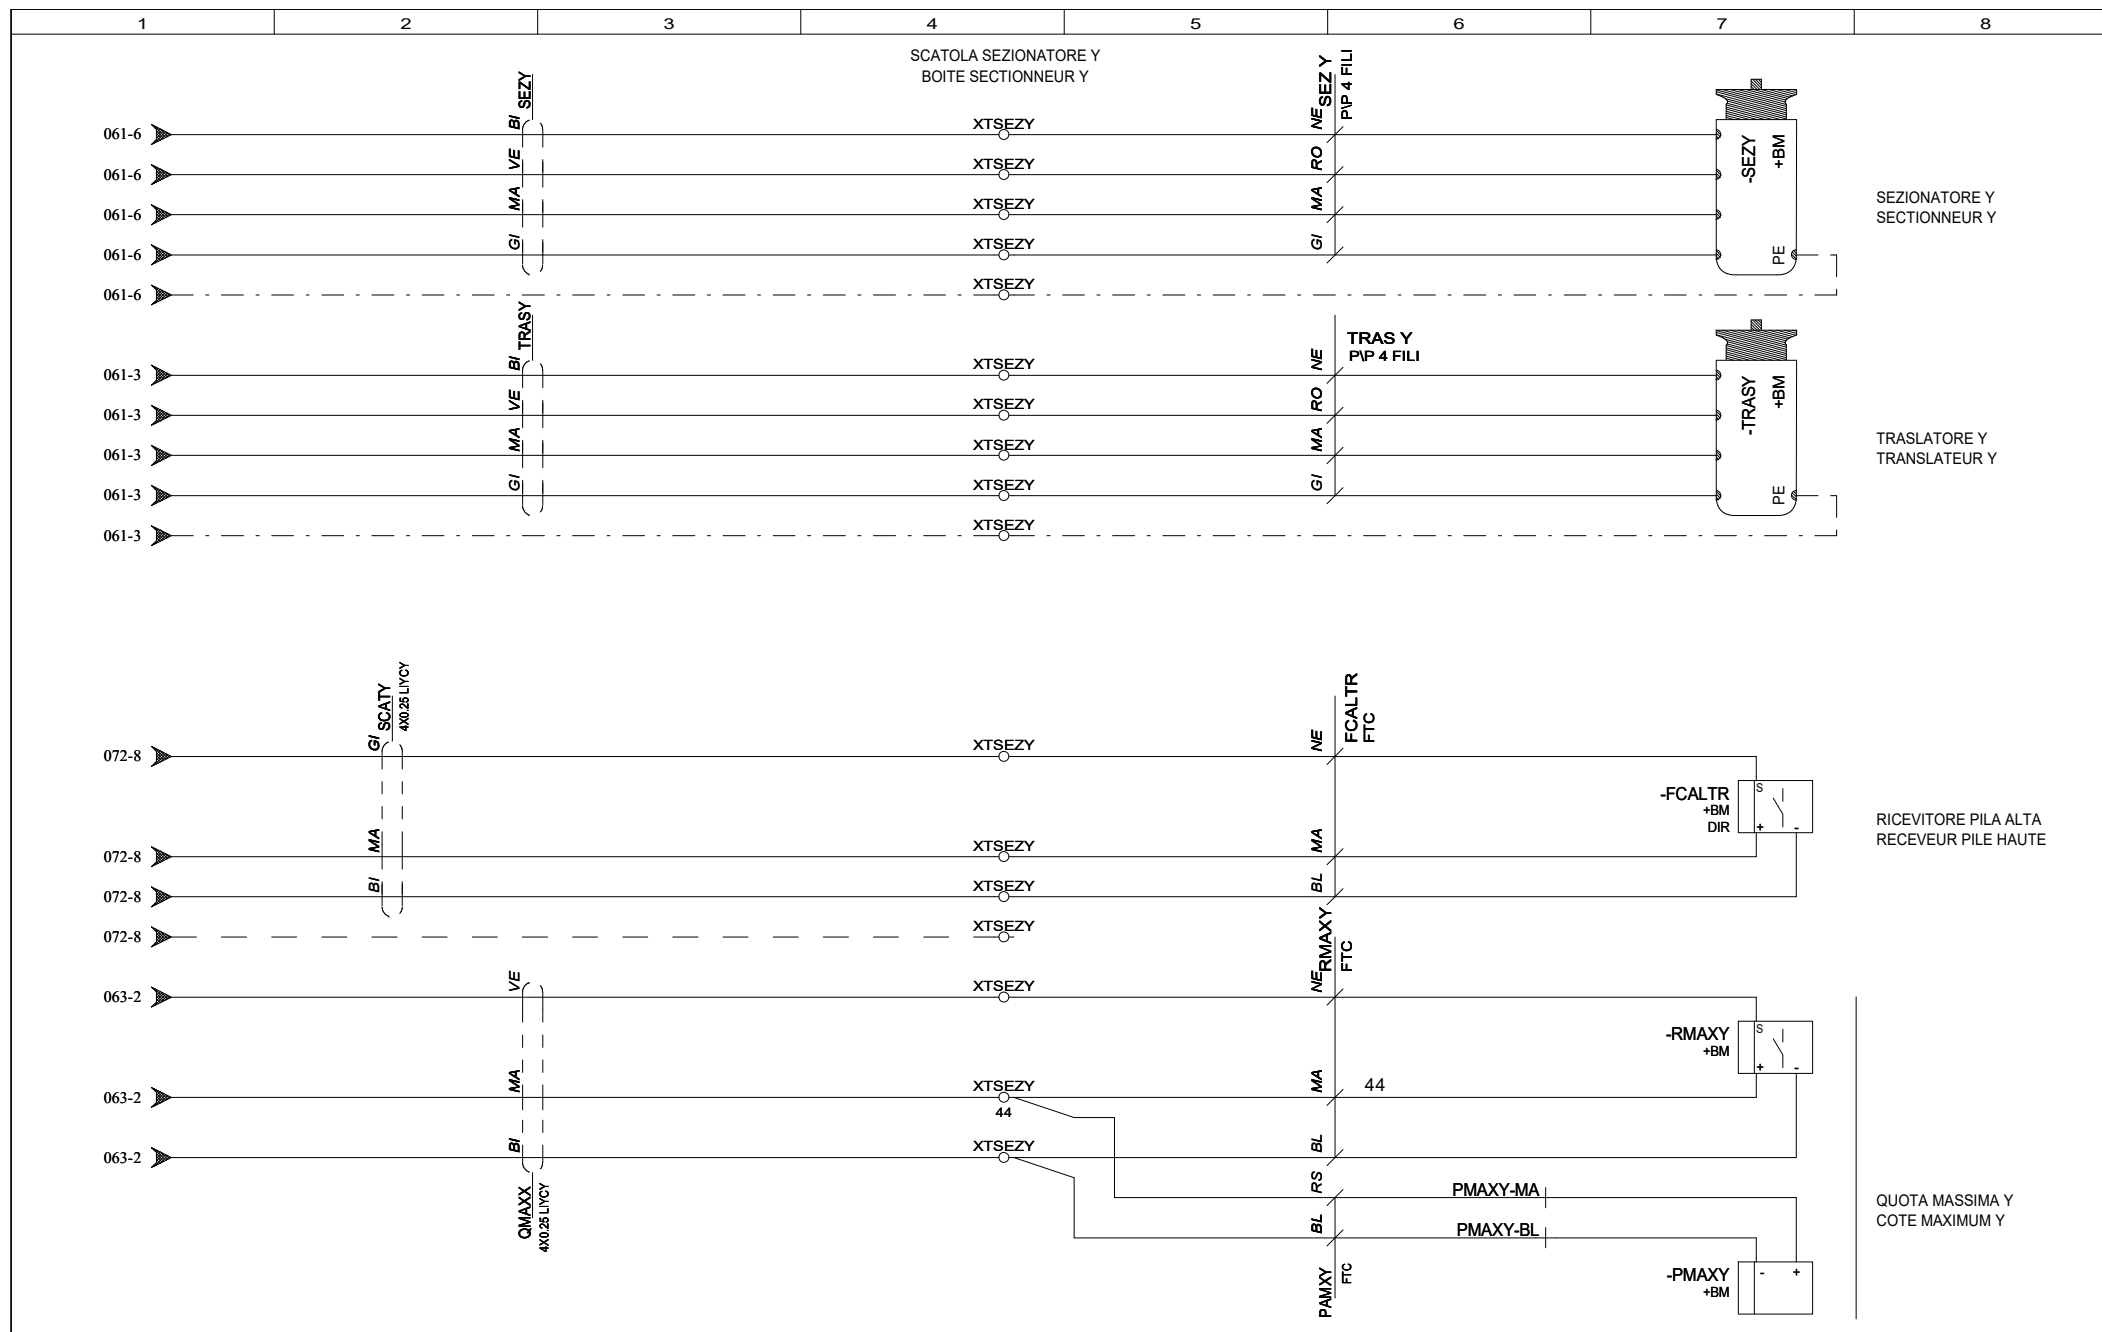 1 2 3 4 5 6 7 8
SCATOLA SEZIONATORE Y
BOITE SECTIONNEUR Y
SEZY
SEZ Y
P\P 4 FILI
061-6 BI XTSEZY NE
061-6 VE XTSEZY RO
061-6 MA XTSEZY MA
061-6 GI XTSEZY GI
061-6 XTSEZY
-SEZY
+BM
PE
SEZIONATORE Y
SECTIONNEUR Y
TRASY
TRAS Y
P\P 4 FILI
061-3 BI XTSEZY NE
061-3 VE XTSEZY RO
061-3 MA XTSEZY MA
061-3 GI XTSEZY GI
061-3 XTSEZY
-TRASY
+BM
PE
TRASLATORE Y
TRANSLATEUR Y
SCATY
4X0.25 LIYCY
FCALTR
FTC
072-8 GI XTSEZY NE
072-8 MA XTSEZY MA
072-8 BI XTSEZY BL
072-8 XTSEZY
-FCALTR
+BM
DIR
S
+ -
RICEVITORE PILA ALTA
RECEVEUR PILE HAUTE
RMAXY
FTC
063-2 VE XTSEZY NE
063-2 MA XTSEZY MA 44
44
063-2 BI XTSEZY BL
-RMAXY
+BM
S
+ -
QMAXX
4X0.25 LIYCY
RS PMAXY-MA
BL PMAXY-BL
PAMXY
FTC
-PMAXY
+BM
- +
QUOTA MASSIMA Y
COTE MAXIMUM Y